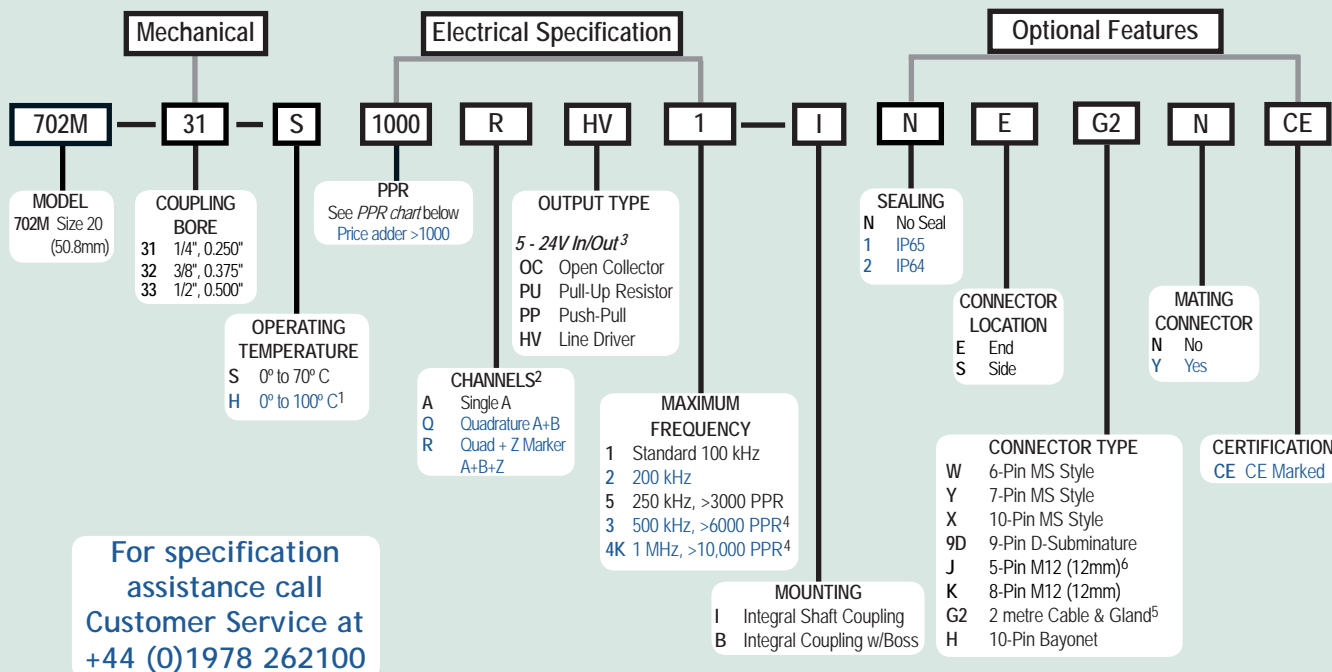 Mechanical
Electrical Specification
Optional Features
702M
31
S
1000
R
HV
1
I
N
E
G2
N
CE
MODEL
702M Size 20
(50.8mm)
COUPLING
BORE
31 1/4", 0.250"
32 3/8", 0.375"
33 1/2", 0.500"
OPERATING
TEMPERATURE
S 0º to 70º C
H 0º to 100º C1
PPR
See PPR chart below
Price adder >1000
CHANNELS2
A Single A
Q Quadrature A+B
R Quad + Z Marker
A+B+Z
OUTPUT TYPE
5 - 24V In/Out3
OC Open Collector
PU Pull-Up Resistor
PP Push-Pull
HV Line Driver
MAXIMUM
FREQUENCY
1 Standard 100 kHz
2 200 kHz
5 250 kHz, >3000 PPR
3 500 kHz, >6000 PPR4
4K 1 MHz, >10,000 PPR4
MOUNTING
I Integral Shaft Coupling
B Integral Coupling w/Boss
SEALING
N No Seal
1 IP65
2 IP64
CONNECTOR
LOCATION
E End
S Side
CONNECTOR TYPE
W 6-Pin MS Style
Y 7-Pin MS Style
X 10-Pin MS Style
9D 9-Pin D-Subminature
J 5-Pin M12 (12mm)6
K 8-Pin M12 (12mm)
G2 2 metre Cable & Gland5
H 10-Pin Bayonet
MATING
CONNECTOR
N No
Y Yes
CERTIFICATION
CE CE Marked
For specification
assistance call
Customer Service at
+44 (0)1978 262100